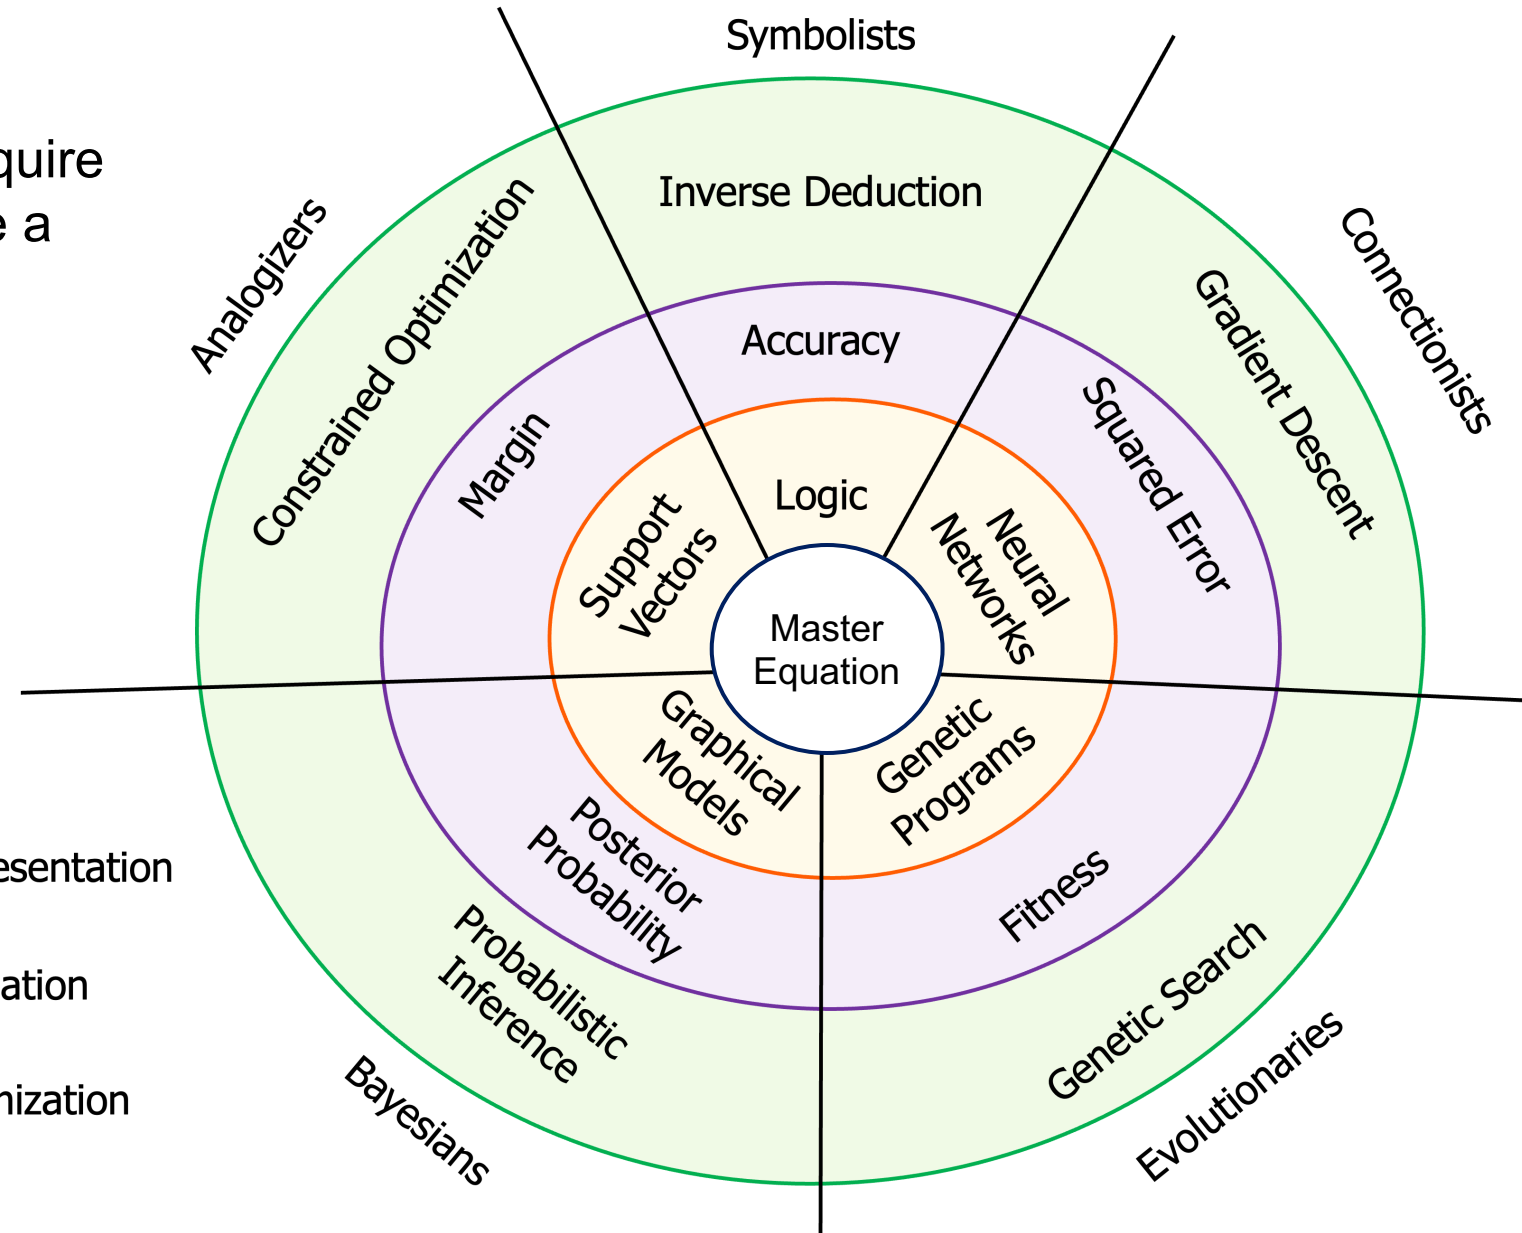 Symbolists
quire
e a
Inverse Deduction
Analogizers
Constrained Optimization
Connectionists
Gradient Descent
Accuracy
Margin
Squared Error
Logic
Support
Vectors
Neural
Networks
Master
Equation
Graphical
Models
Genetic
Programs
Posterior
Probability
Fitness
esentation
Probabilistic
Inference
Genetic Search
ation
nization
Bayesians
Evolutionaries